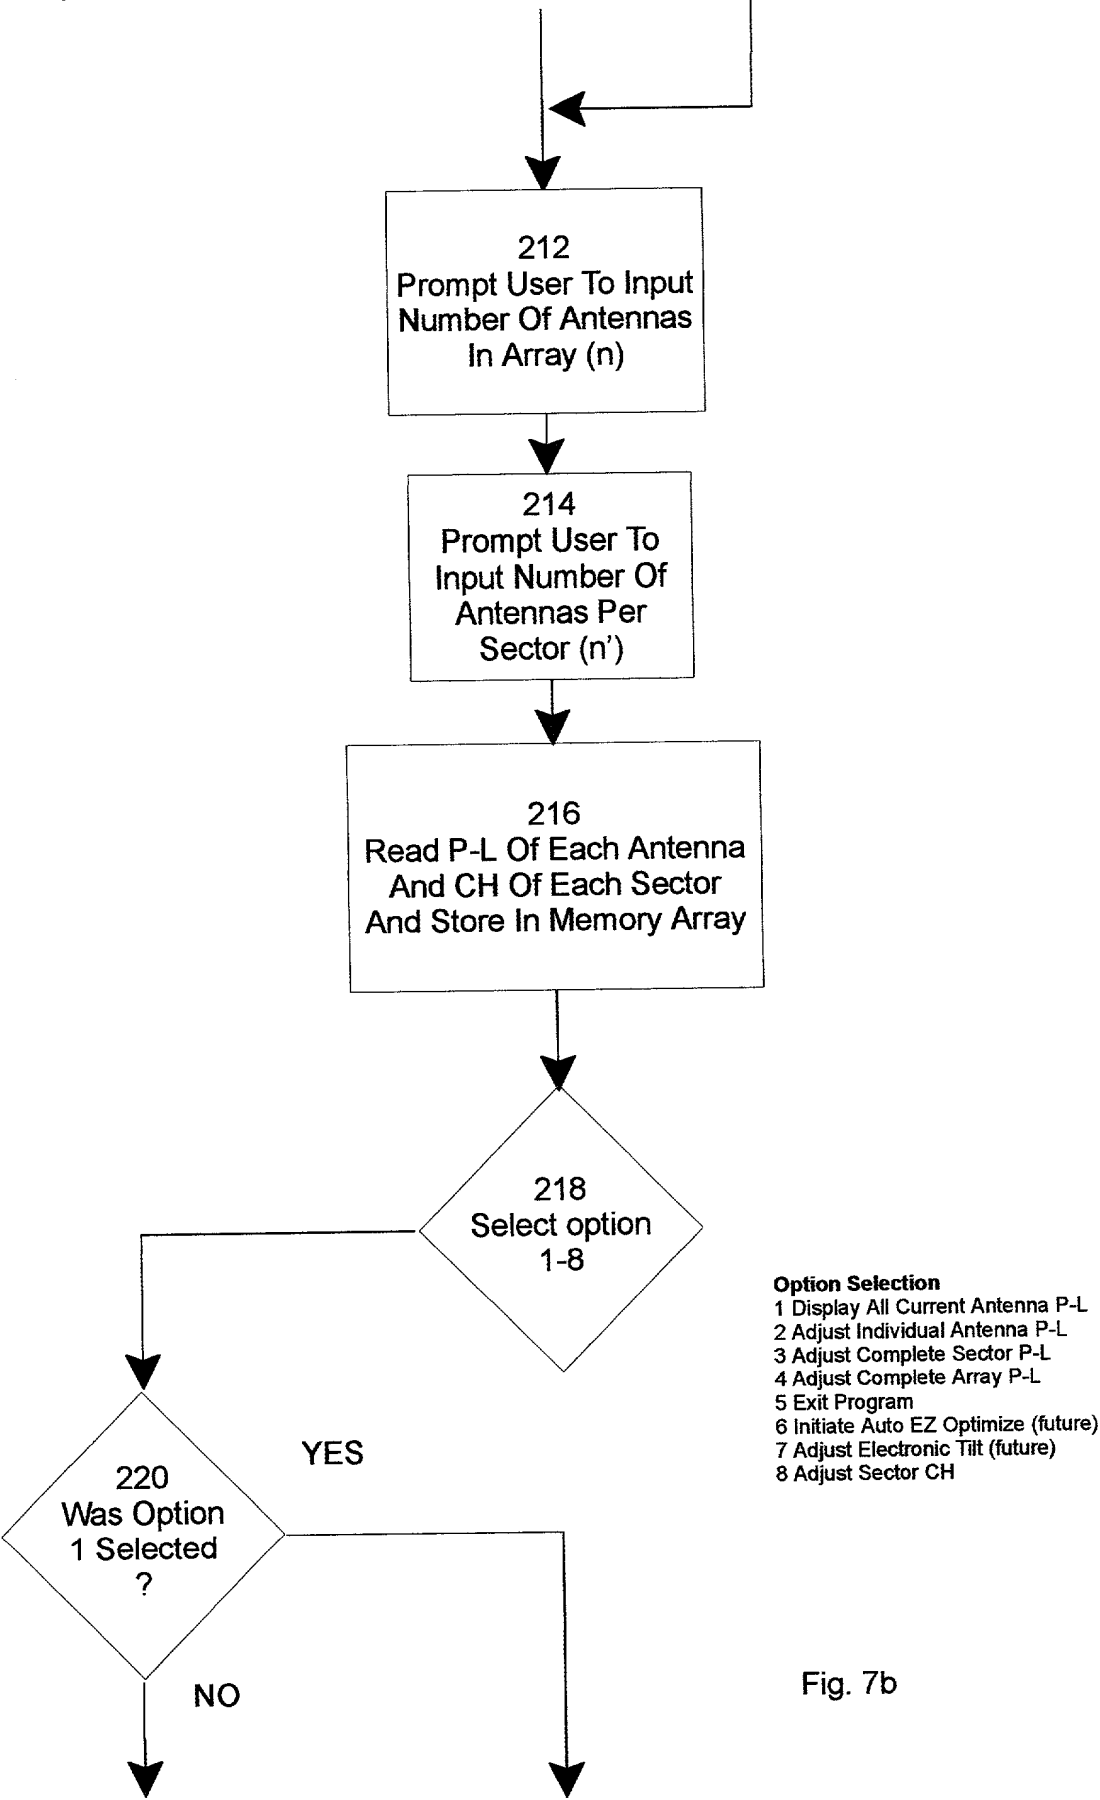 212
Prompt User To Input
Number Of Antennas
In Array (n)
214
Prompt User To
Input Number Of
Antennas Per
Sector (n')
216
Read P-L Of Each Antenna
And CH Of Each Sector
And Store In Memory Array
218
Select option
1-8
Option Selection
1 Display All Current Antenna P-L
2 Adjust Individual Antenna P-L
3 Adjust Complete Sector P-L
4 Adjust Complete Array P-L
5 Exit Program
6 Initiate Auto EZ Optimize (future)
7 Adjust Electronic Tilt (future)
8 Adjust Sector CH
220
Was Option
1 Selected
?
YES
NO
Fig. 7b